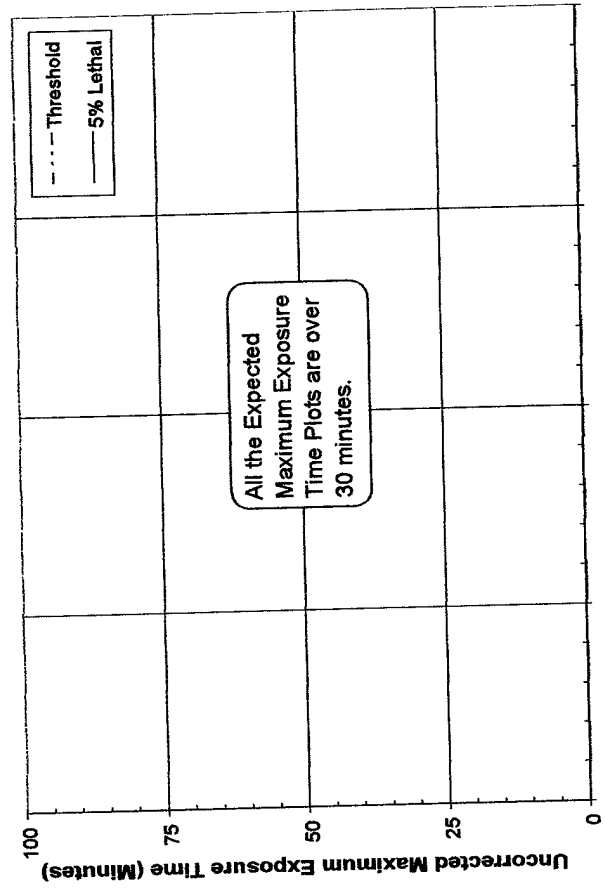 Threshold
5% Lethal
All the Expected
Maximum Exposure
Time Plots are over
30 minutes.
100
75
50
25
0
Uncorrected Maximum Exposure Time (Minutes)